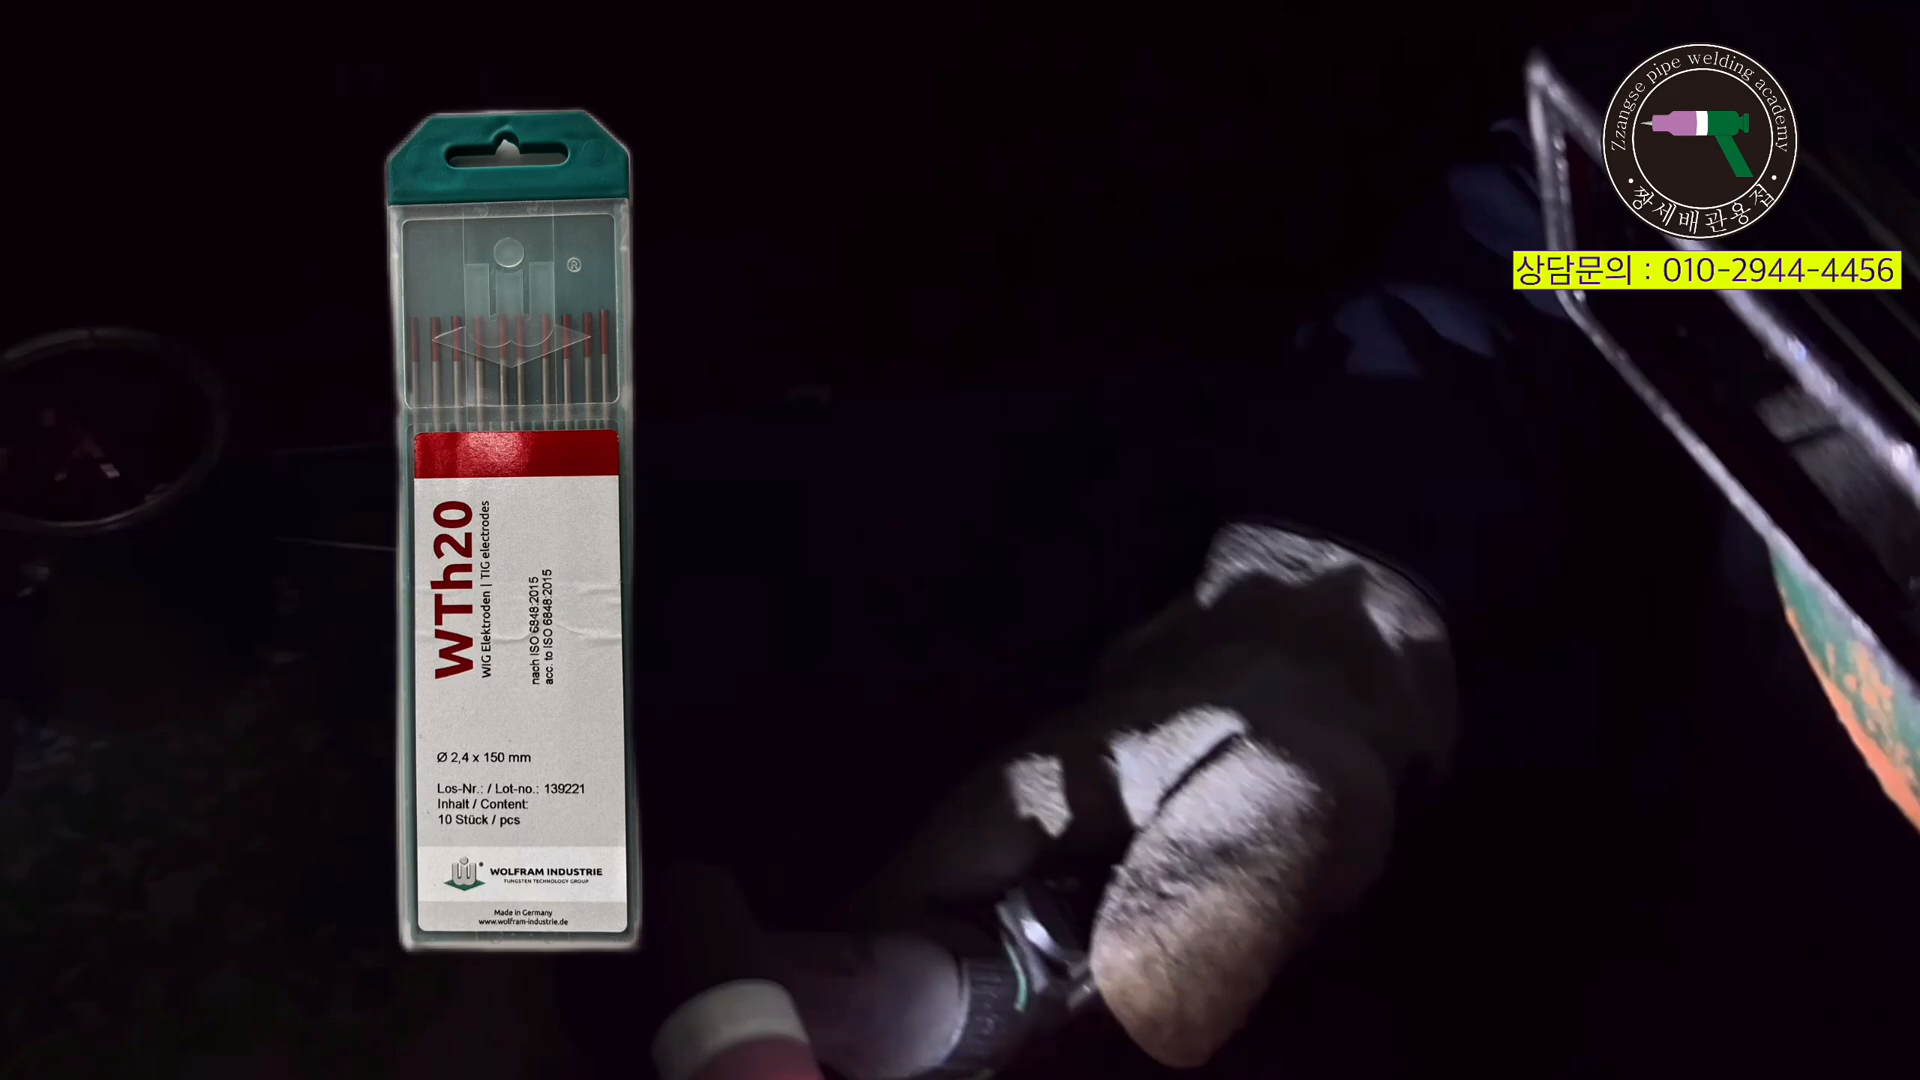 WTh20
WIG Elektroden | TIG electrodes
nach ISO 6848:2015
acc. to ISO 6848:2015
Ø 2,4 x 150 mm
Los-Nr.: / Lot-no.: 139221
Inhalt / Content:
10 Stück / pcs
WOLFRAM INDUSTRIE
TUNGSTEN TECHNOLOGY GROUP
Made in Germany
www.wolfram-industrie.de
®
Zzangse pipe welding academy
• 짱세배관용접 •
상담문의 : 010-2944-4456